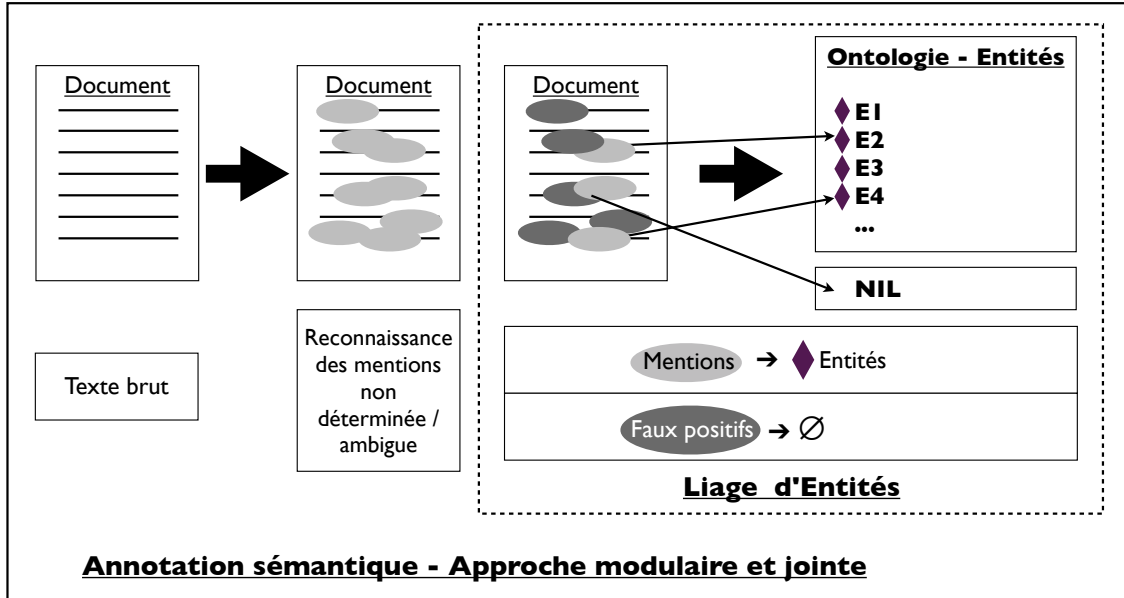 Document
Document
Document
Ontologie - Entités
E1
E2
E3
E4
...
NIL
Texte brut
Reconnaissance
des mentions
non
déterminée /
ambigue
Mentions → Entités
Faux positifs → ∅
Liage d'Entités
Annotation sémantique - Approche modulaire et jointe